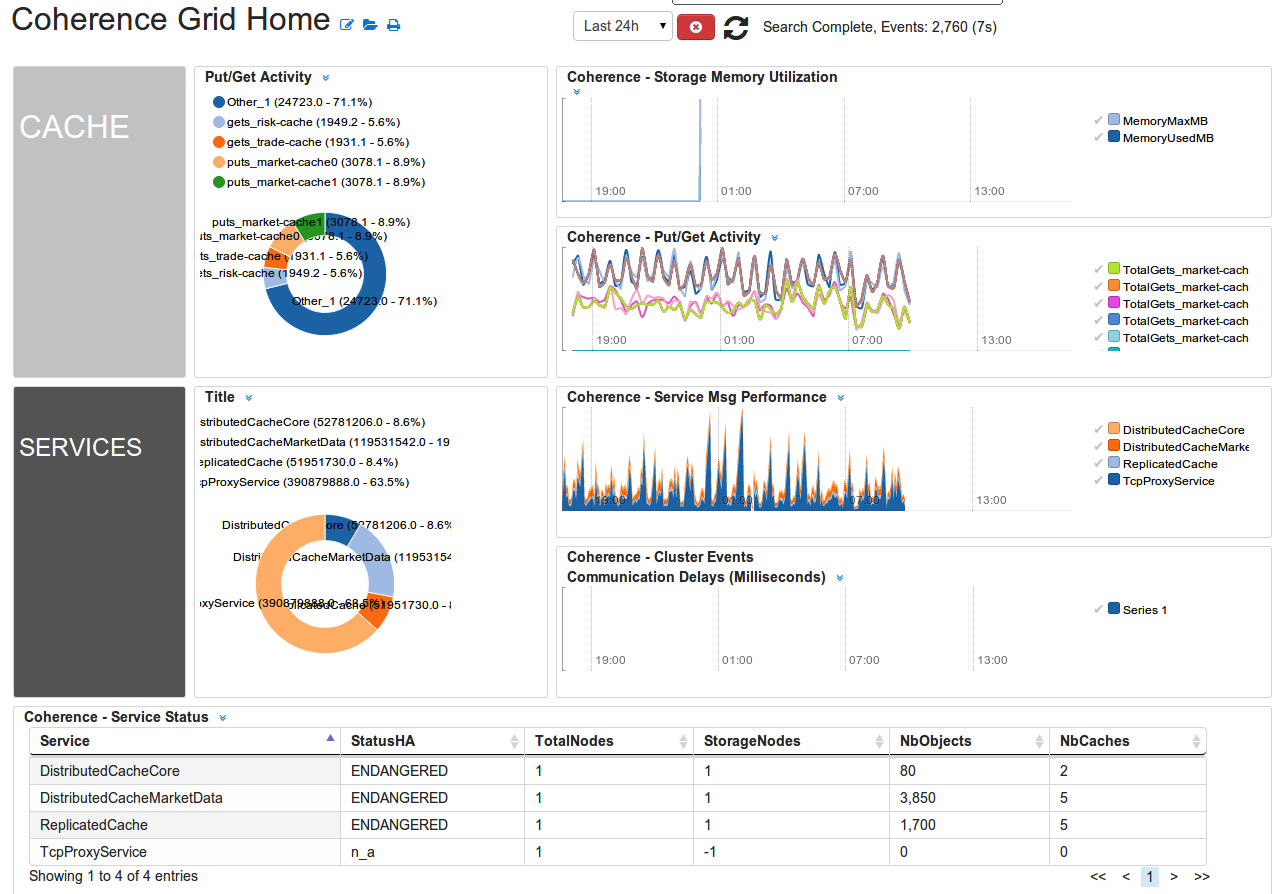 Coherence Grid Home
Last 24h
Search Complete, Events: 2,760 (7s)
CACHE
Put/Get Activity
Other_1 (24723.0 - 71.1%)
gets_risk-cache (1949.2 - 5.6%)
gets_trade-cache (1931.1 - 5.6%)
puts_market-cache0 (3078.1 - 8.9%)
puts_market-cache1 (3078.1 - 8.9%)
puts_market-cache1 (3078.1 - 8.9%)
ts_market-cache0 (3078.1 - 8.9%)
ts_trade-cache (1931.1 - 5.6%)
ets_risk-cache (1949.2 - 5.6%)
Other_1 (24723.0 - 71.1%)
Coherence - Storage Memory Utilization
19:00 01:00 07:00 13:00
MemoryMaxMB
MemoryUsedMB
Coherence - Put/Get Activity
19:00 01:00 07:00 13:00
TotalGets_market-cach
TotalGets_market-cach
TotalGets_market-cach
TotalGets_market-cach
TotalGets_market-cach
SERVICES
Title
stributedCacheCore (52781206.0 - 8.6%)
stributedCacheMarketData (119531542.0 - 19
eplicatedCache (51951730.0 - 8.4%)
cpProxyService (390879888.0 - 63.5%)
DistributedCacheCore (52781206.0 - 8.6%
DistributedCacheMarketData (11953154
oxyService (390879888.0 - 63.5%)
plicatedCache (51951730.0 - 8
Coherence - Service Msg Performance
19:00 01:00 07:00 13:00
DistributedCacheCore
DistributedCacheMarke
ReplicatedCache
TcpProxyService
Coherence - Cluster Events
Communication Delays (Milliseconds)
19:00 01:00 07:00 13:00
Series 1
Coherence - Service Status
Service StatusHA TotalNodes StorageNodes NbObjects NbCaches
DistributedCacheCore ENDANGERED 1 1 80 2
DistributedCacheMarketData ENDANGERED 1 1 3,850 5
ReplicatedCache ENDANGERED 1 1 1,700 5
TcpProxyService n_a 1 -1 0 0
Showing 1 to 4 of 4 entries
<< < 1 > >>